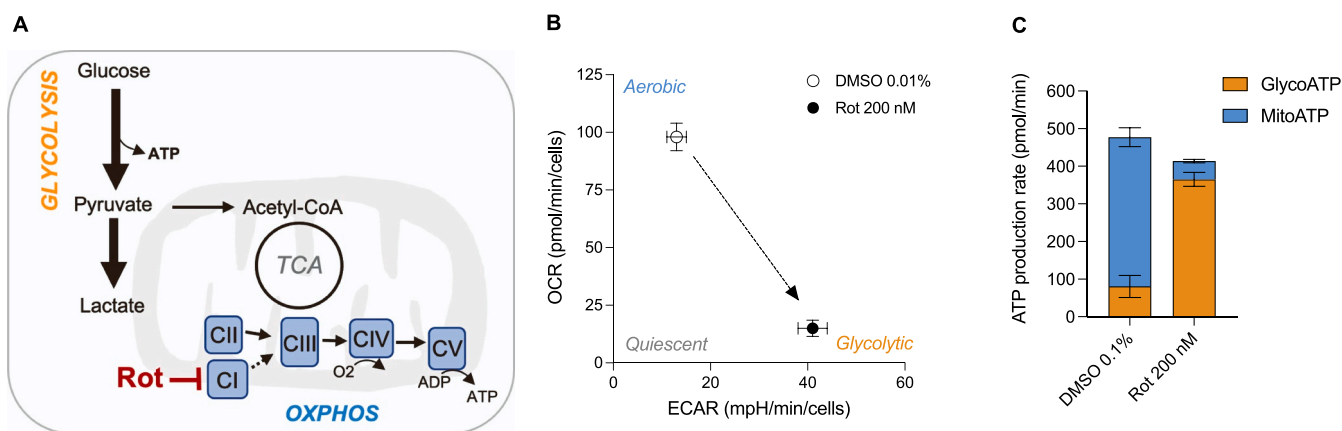 A
GLYCOLYSIS
Glucose
ATP
Pyruvate
Acetyl-CoA
TCA
Lactate
CII
CIII
CIV
CV
Rot
CI
O2
ADP
ATP
OXPHOS
B
OCR (pmol/min/cells)
125
100
75
50
25
0
Aerobic
DMSO 0.01%
Rot 200 nM
Quiescent
Glycolytic
0
20
40
60
ECAR (mpH/min/cells)
C
GlycoATP
MitoATP
ATP production rate (pmol/min)
600
500
400
300
200
100
0
DMSO 0.1%
Rot 200 nM